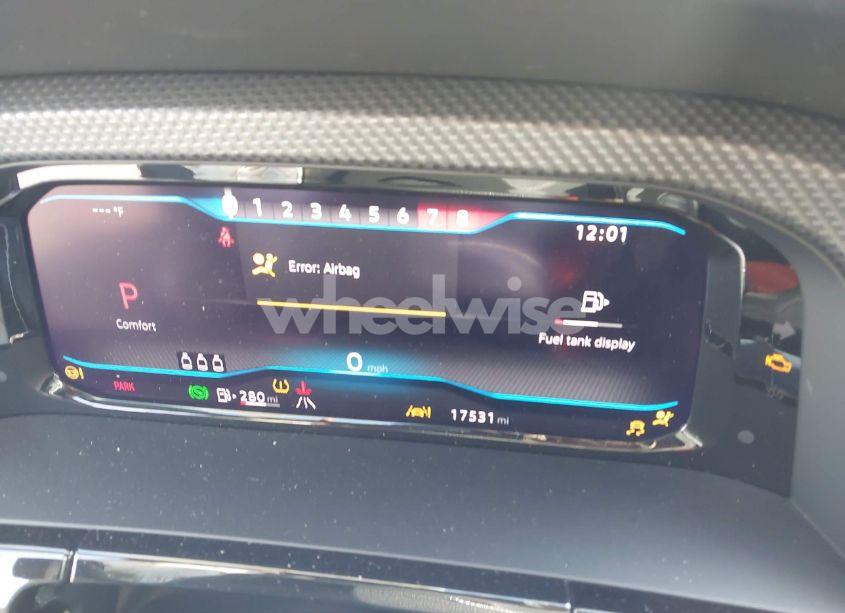 --- °F
1 2 3 4 5 6 7 8
12:01
Error: Airbag
P
Comfort
wheelwise
Fuel tank display
0 mph
PARK
280 mi
17531 mi